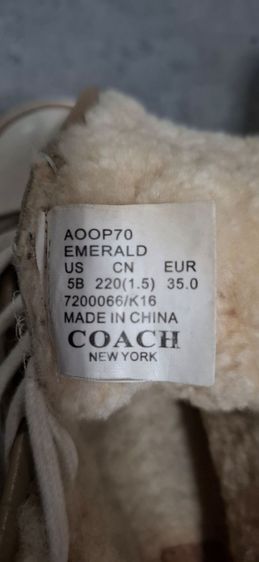 AOOP70
EMERALD
US CN EUR
5B 220(1.5) 35.0
7200066/K16
MADE IN CHINA
COACH
NEW YORK